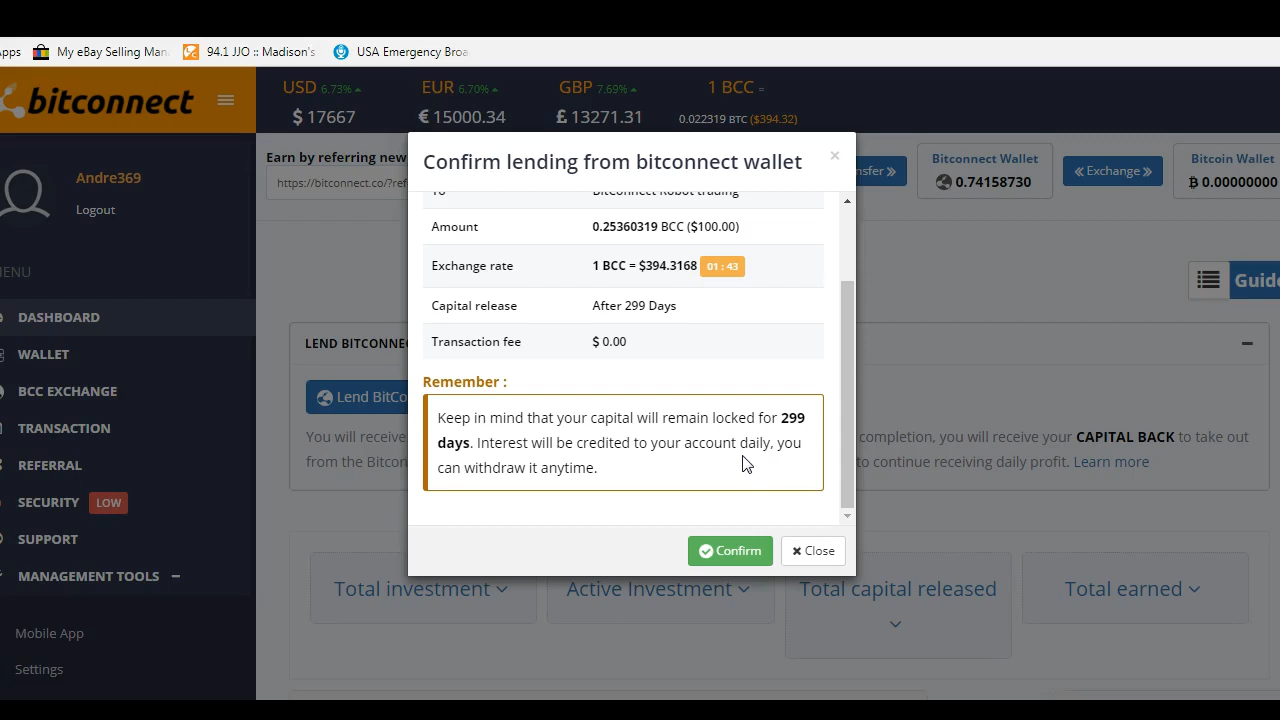 Apps My eBay Selling Man 94.1 JJO :: Madison's USA Emergency Broa
bitconnect
USD 6.73% EUR 6.70% GBP 7.69% 1 BCC =
$ 17667 € 15000.34 £ 13271.31 0.022319 BTC ($394.32)
Andre369
Logout
MENU
DASHBOARD
WALLET
BCC EXCHANGE
TRANSACTION
REFERRAL
SECURITY LOW
SUPPORT
MANAGEMENT TOOLS −
Mobile App
Settings
Earn by referring new
https://bitconnect.co/?ref
nsfer »
Bitconnect Wallet
0.74158730
« Exchange »
Bitcoin Wallet
0.00000000
Guide
Confirm lending from bitconnect wallet ×
To BitConnect Robot trading
Amount 0.25360319 BCC ($100.00)
Exchange rate 1 BCC = $394.3168 01 : 43
Capital release After 299 Days
Transaction fee $ 0.00
Remember :
Keep in mind that your capital will remain locked for 299
days. Interest will be credited to your account daily, you
can withdraw it anytime.
Confirm Close
LEND BITCONNEC
Lend BitCo
You will receive completion, you will receive your CAPITAL BACK to take out
from the Bitcon to continue receiving daily profit. Learn more
Total investment Active Investment Total capital released Total earned